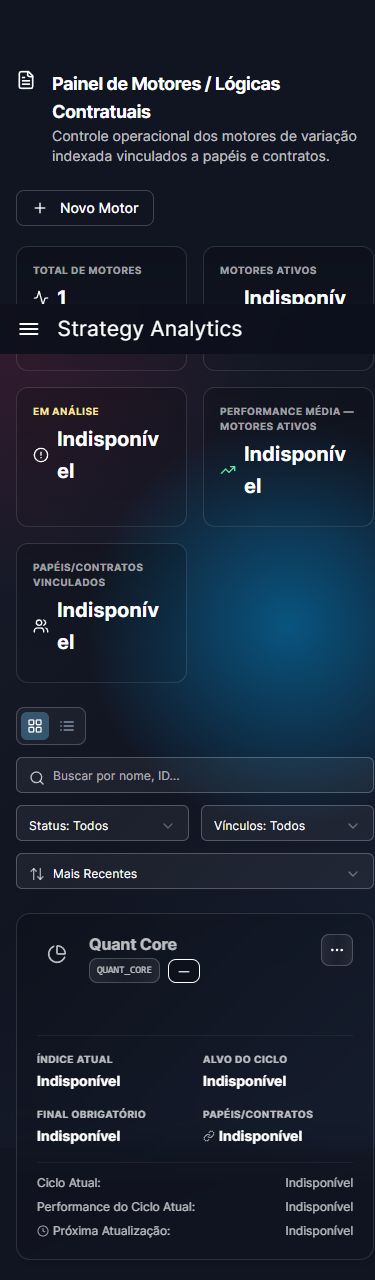 Painel de Motores / Lógicas
Contratuais
Controle operacional dos motores de variação
indexada vinculados a papéis e contratos.
Novo Motor
TOTAL DE MOTORES
1
MOTORES ATIVOS
Indisponív
Strategy Analytics
EM ANÁLISE
Indisponív
el
PERFORMANCE MÉDIA —
MOTORES ATIVOS
Indisponív
el
PAPÉIS/CONTRATOS
VINCULADOS
Indisponív
el
Buscar por nome, ID...
Status: Todos
Vínculos: Todos
Mais Recentes
Quant Core
QUANT_CORE —
ÍNDICE ATUAL
Indisponível
ALVO DO CICLO
Indisponível
FINAL OBRIGATÓRIO
Indisponível
PAPÉIS/CONTRATOS
Indisponível
Ciclo Atual: Indisponível
Performance do Ciclo Atual: Indisponível
Próxima Atualização: Indisponível